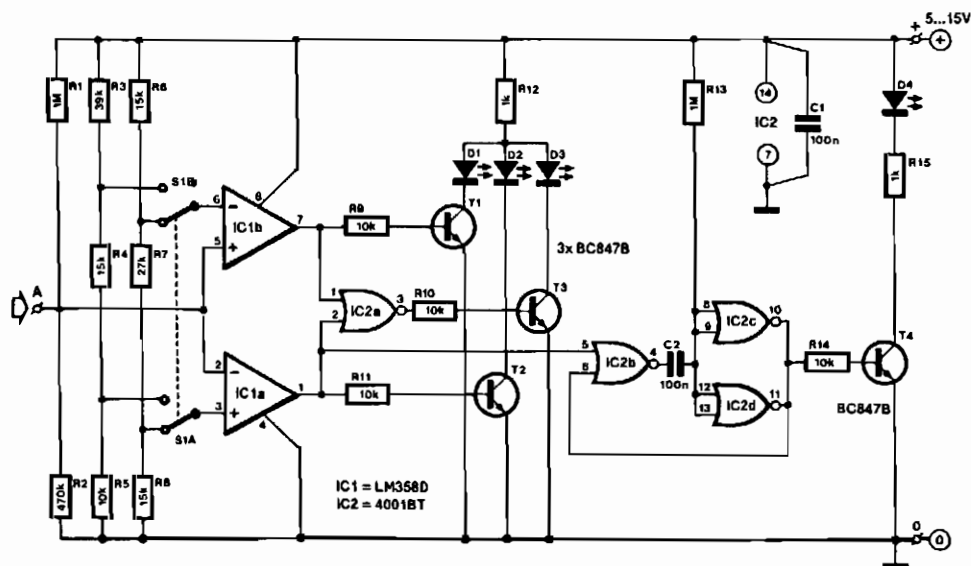 + 5...15V
+
R1
1M
R3
39k
R6
15k
R12
1k
R13
1M
14
IC2
7
C1
100n
D4
R15
1k
D1
D2
D3
S1B
6
8
IC1b
7
5
R9
10k
T1
3x BC847B
R4
15k
R7
27k
A
1
2
IC2a
3
R10
10k
T3
8
9
IC2c
10
2
IC1a
1
3
4
S1A
R11
10k
T2
5
6
IC2b
4
C2
100n
12
13
IC2d
11
R14
10k
T4
BC847B
R2
470k
R5
10k
R8
15k
IC1 = LM358D
IC2 = 4001BT
0
0